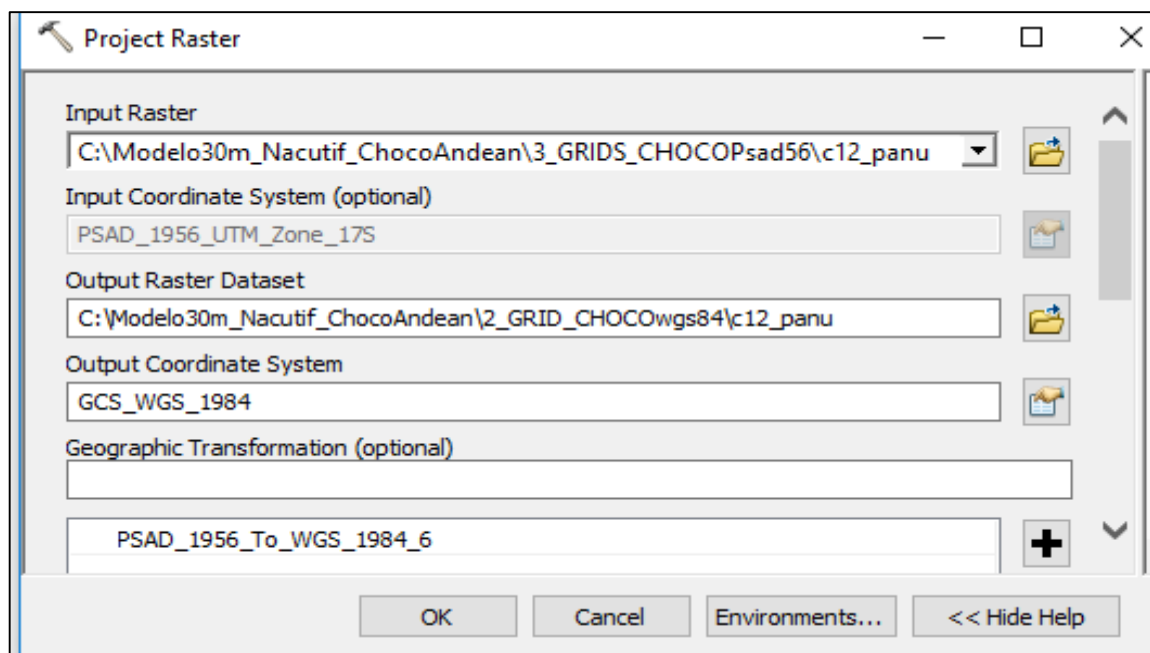 Project Raster
Input Raster
C:\Modelo30m_Nacutif_ChocoAndean\3_GRIDS_CHOCOPsad56\c12_panu
Input Coordinate System (optional)
PSAD_1956_UTM_Zone_17S
Output Raster Dataset
C:\Modelo30m_Nacutif_ChocoAndean\2_GRID_CHOCOwgs84\c12_panu
Output Coordinate System
GCS_WGS_1984
Geographic Transformation (optional)
PSAD_1956_To_WGS_1984_6
OK Cancel Environments... << Hide Help